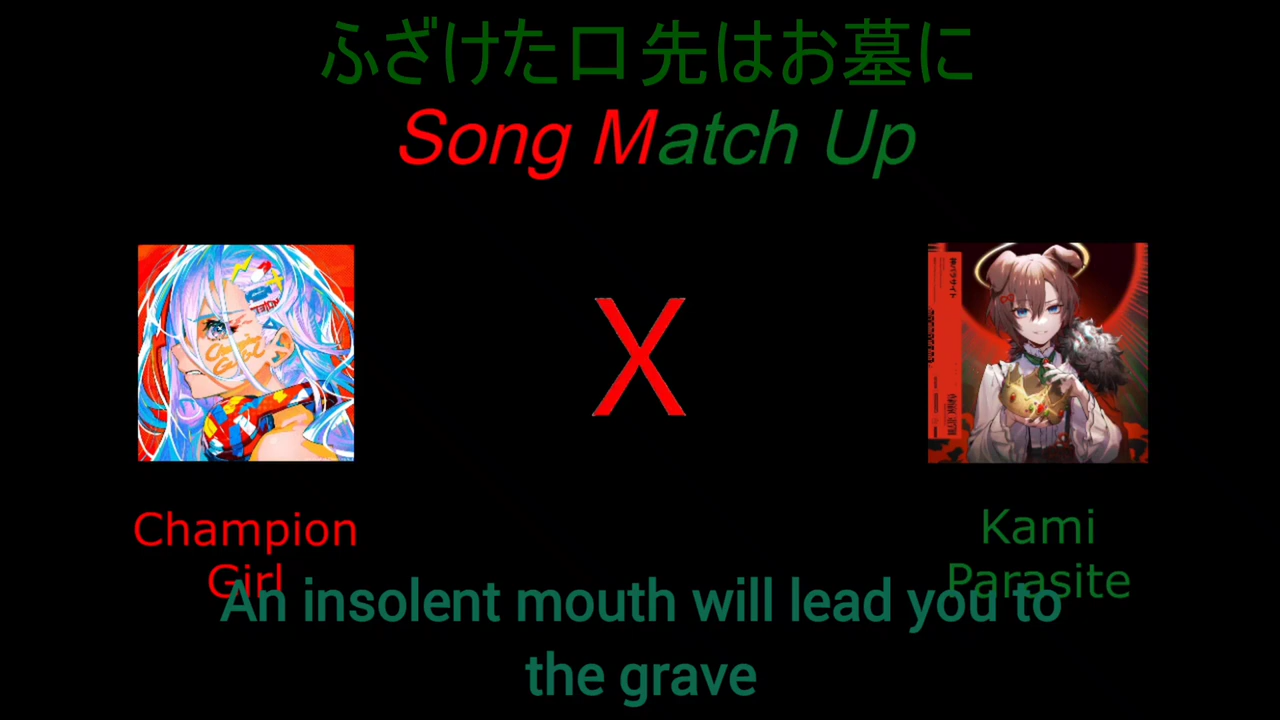 ふざけた口先はお墓に
Song Match Up
X
Champion
Girl
Kami
Parasite
An insolent mouth will lead you to
the grave